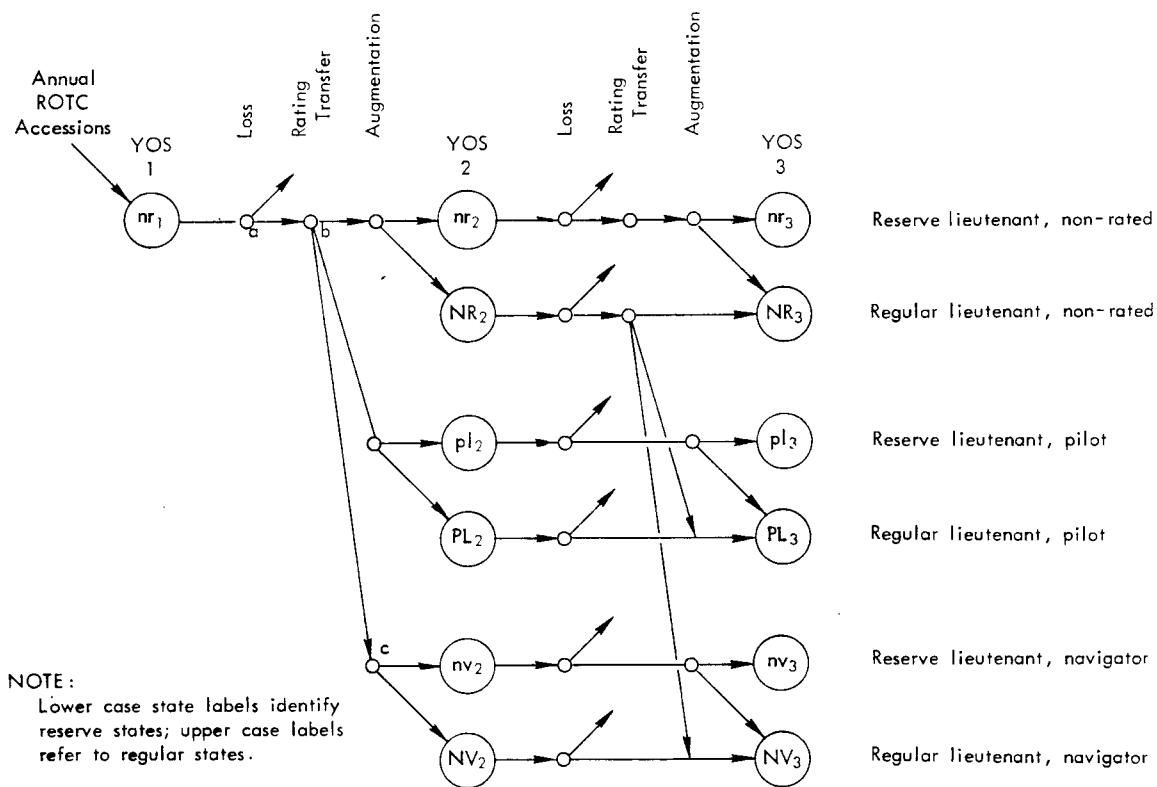 Annual
ROTC
Accessions
Loss
Rating
Transfer
Augmentation
Loss
Rating
Transfer
Augmentation
YOS
1
YOS
2
YOS
3
nr1
a
b
nr2
nr3
Reserve lieutenant, non-rated
NR2
NR3
Regular lieutenant, non-rated
pl2
pl3
Reserve lieutenant, pilot
PL2
PL3
Regular lieutenant, pilot
c
nv2
nv3
Reserve lieutenant, navigator
NV2
NV3
Regular lieutenant, navigator
NOTE:
Lower case state labels identify
reserve states; upper case labels
refer to regular states.